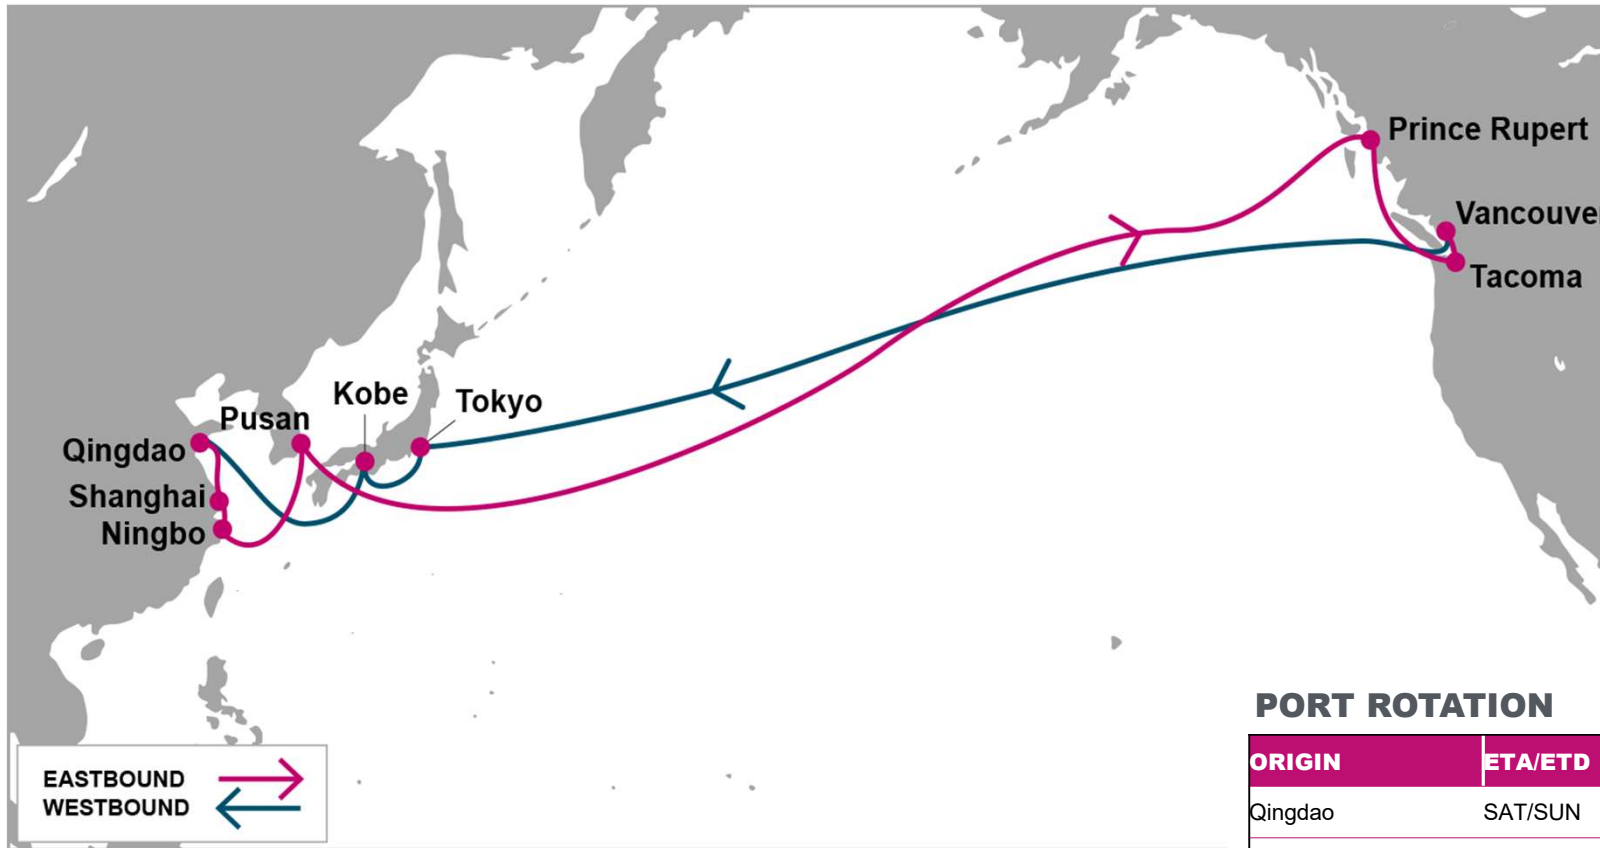 Prince Rupert
Vancouve
Tacoma
Kobe
Tokyo
Pusan
Qingdao
Shanghai
Ningbo
PORT ROTATION
ORIGIN ETA/ETD
Qingdao SAT/SUN
EASTBOUND
WESTBOUND